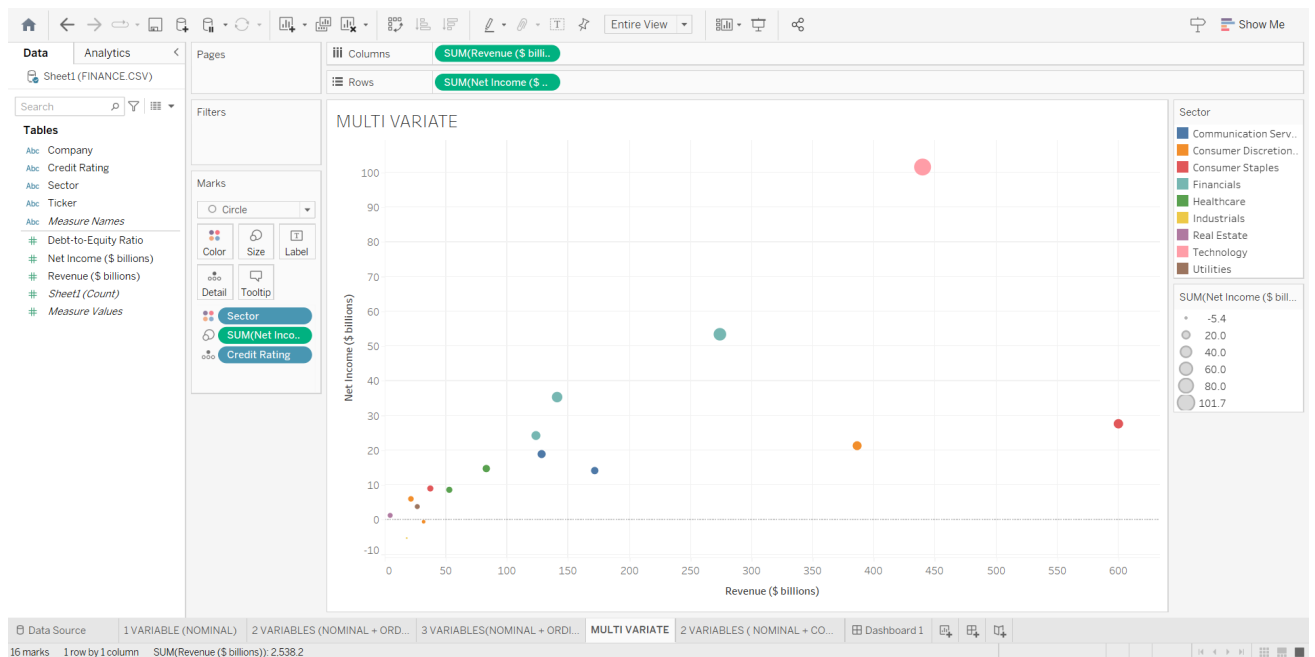 Entire View
Show Me
Data
Analytics
Pages
Columns
SUM(Revenue ($ billi..
Sheet1 (FINANCE.CSV)
Rows
SUM(Net Income ($ ..
Search
Filters
Tables
Abc Company
Abc Credit Rating
Abc Sector
Abc Ticker
Abc Measure Names
# Debt-to-Equity Ratio
# Net Income ($ billions)
# Revenue ($ billions)
# Sheet1 (Count)
# Measure Values
Marks
Circle
Color
Size
Label
Detail
Tooltip
Sector
SUM(Net Inco..
Credit Rating
MULTI VARIATE
Net Income ($ billions)
100
90
80
70
60
50
40
30
20
10
0
-10
0 50 100 150 200 250 300 350 400 450 500 550 600
Revenue ($ billions)
Sector
Communication Serv..
Consumer Discretion..
Consumer Staples
Financials
Healthcare
Industrials
Real Estate
Technology
Utilities
SUM(Net Income ($ bill...
-5.4
20.0
40.0
60.0
80.0
101.7
Data Source
1 VARIABLE (NOMINAL)
2 VARIABLES (NOMINAL + ORD...
3 VARIABLES(NOMINAL + ORDI...
MULTI VARIATE
2 VARIABLES ( NOMINAL + CO...
Dashboard 1
16 marks 1 row by 1 column SUM(Revenue ($ billions)): 2,538.2